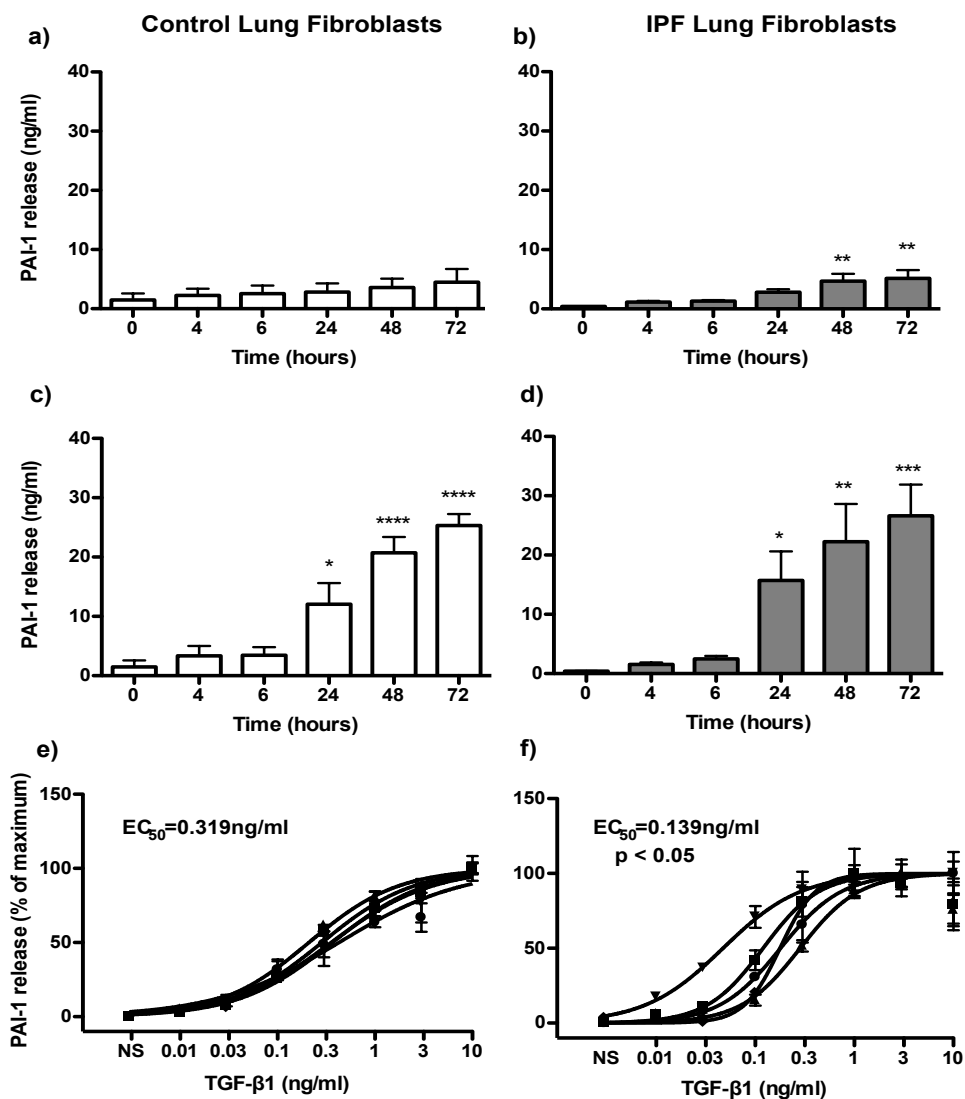 Control Lung Fibroblasts
IPF Lung Fibroblasts
a)
b)
PAI-1 release (ng/ml)
40
30
20
10
0
0 4 6 24 48 72
Time (hours)
40
30
20
10
0
** **
0 4 6 24 48 72
Time (hours)
c)
d)
PAI-1 release (ng/ml)
40
30
20
10
0
* **** ****
0 4 6 24 48 72
Time (hours)
40
30
20
10
0
* ** ***
0 4 6 24 48 72
Time (hours)
e)
f)
PAI-1 release (% of maximum)
150
100
50
0
EC50=0.319ng/ml
NS 0.01 0.03 0.1 0.3 1 3 10
TGF-β1 (ng/ml)
150
100
50
0
EC50=0.139ng/ml
p < 0.05
NS 0.01 0.03 0.1 0.3 1 3 10
TGF-β1 (ng/ml)